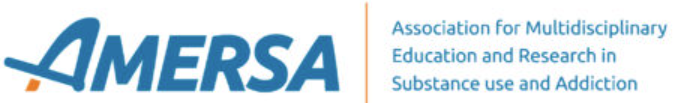 AMERSA
Association for Multidisciplinary
Education and Research in
Substance use and Addiction